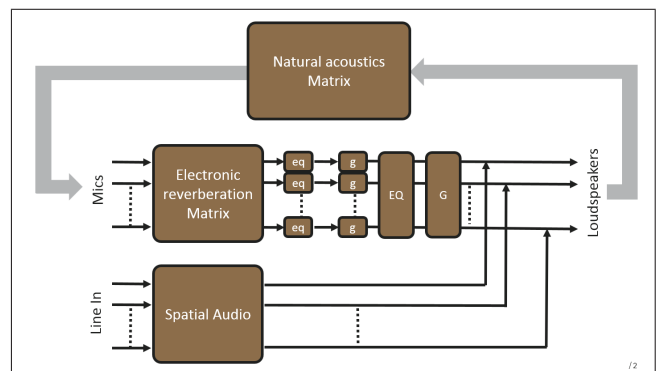 Natural acoustics
Matrix
Mics
Electronic
reverberation
Matrix
eq
g
eq
g
eq
g
EQ
G
Loudspeakers
Line In
Spatial Audio
/ 2